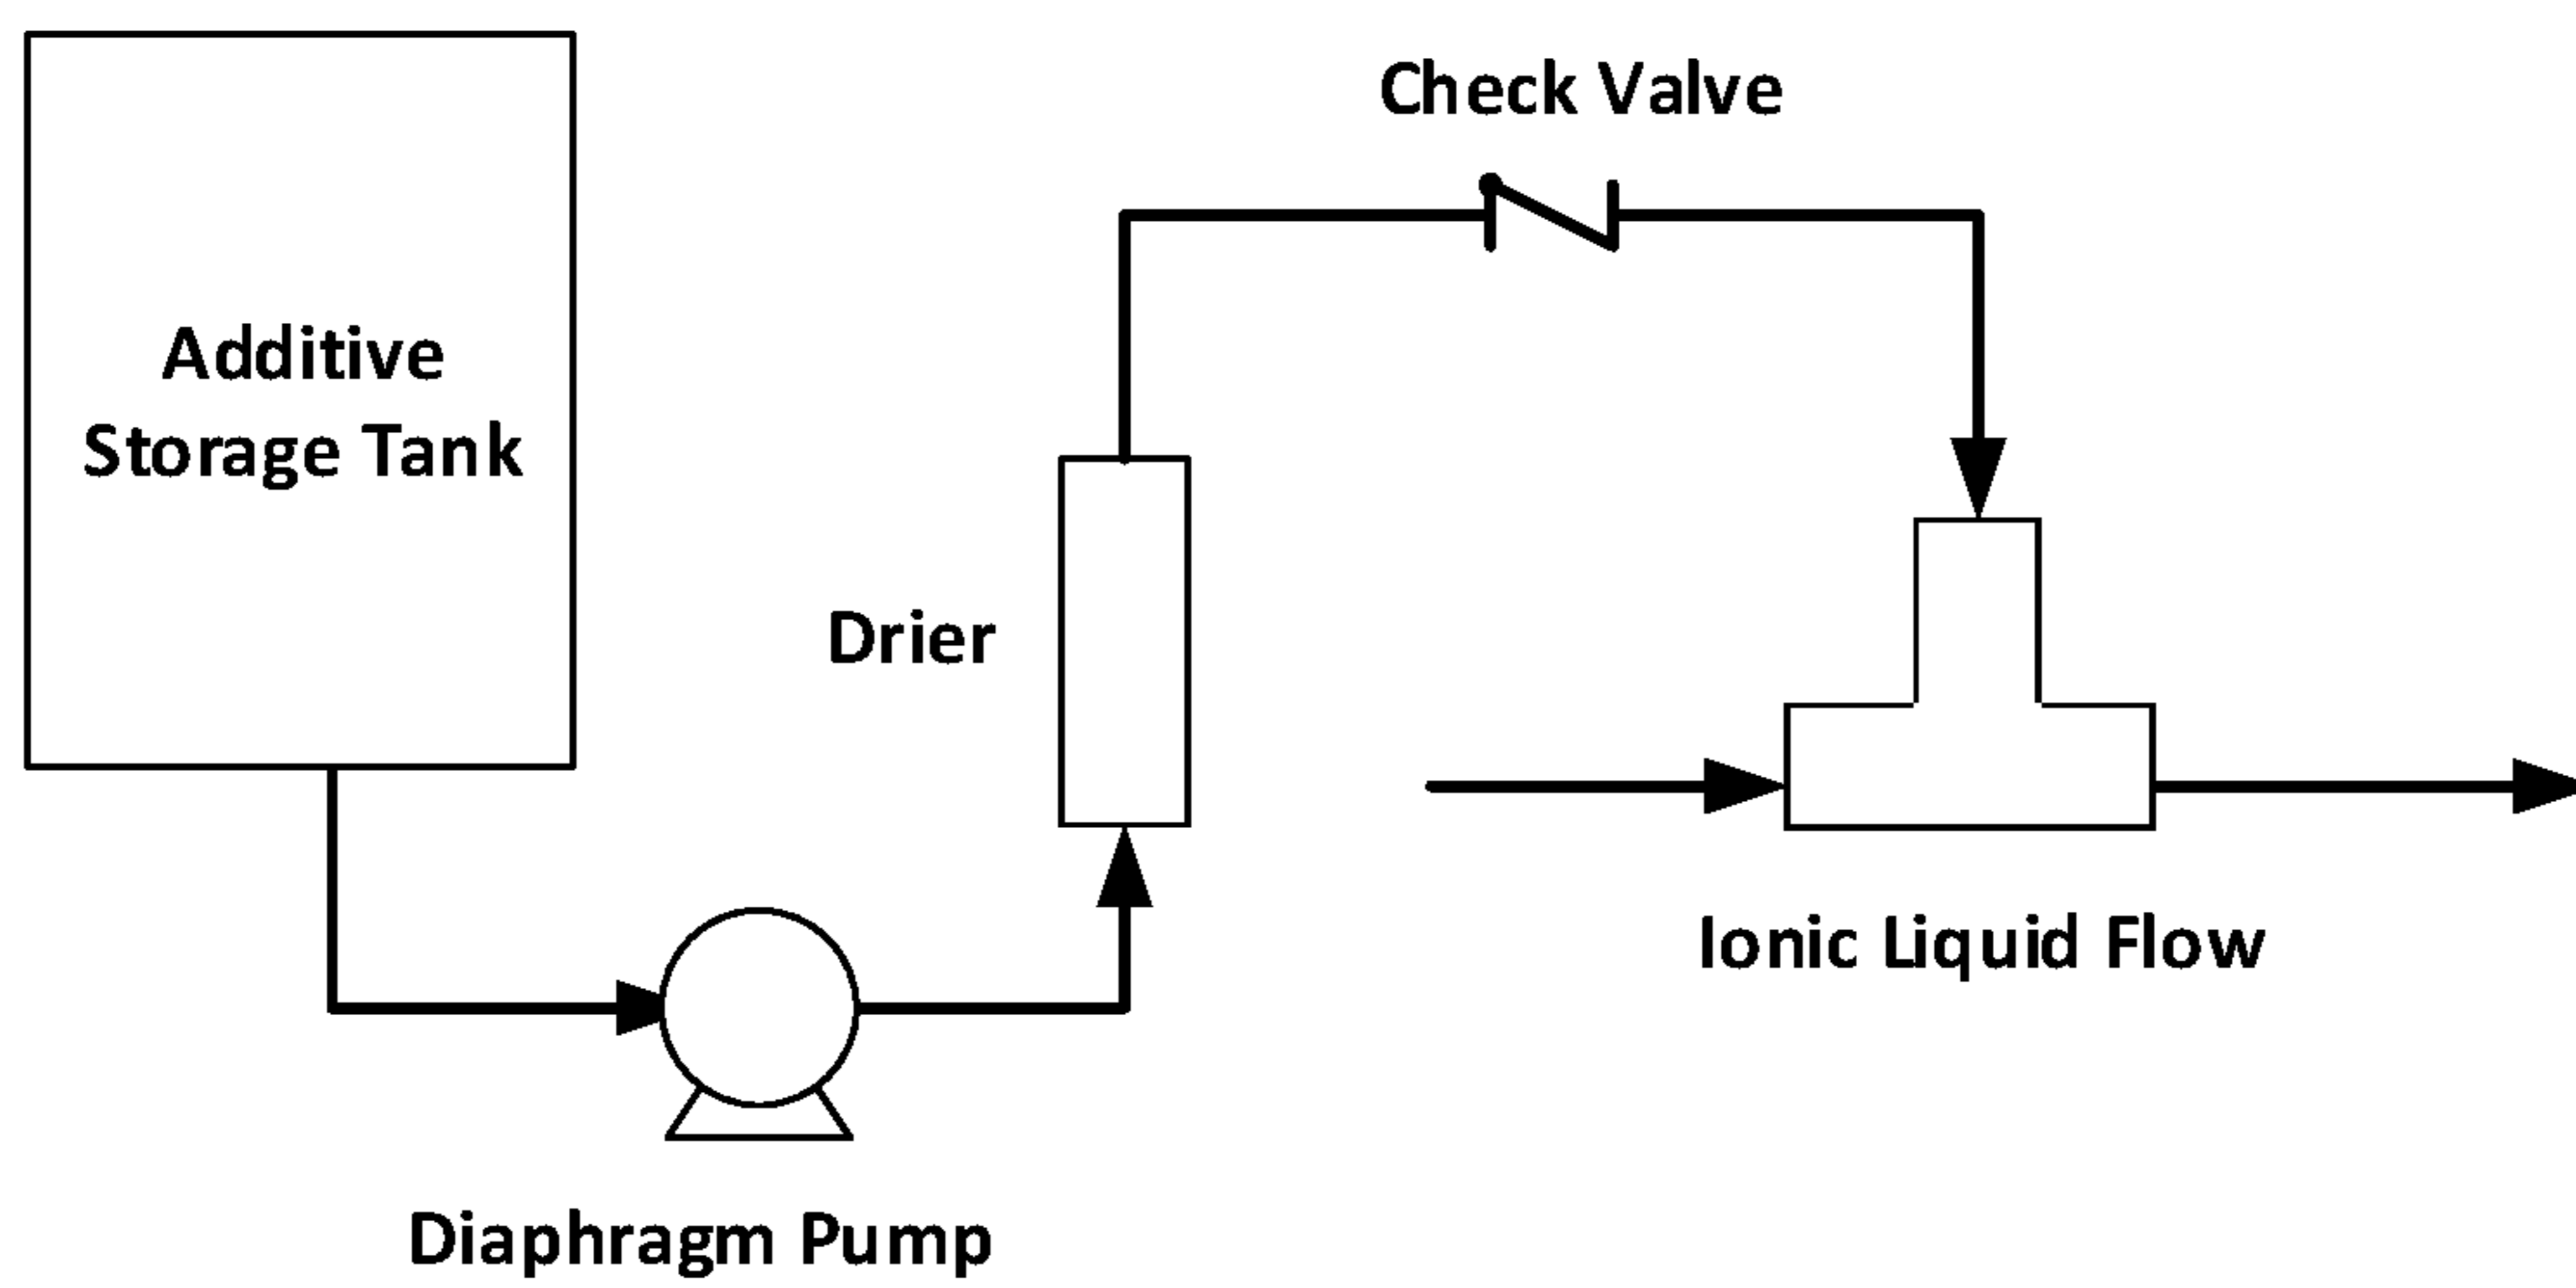 Check Valve
Additive
Storage Tank
Drier
Ionic Liquid Flow
Diaphragm Pump